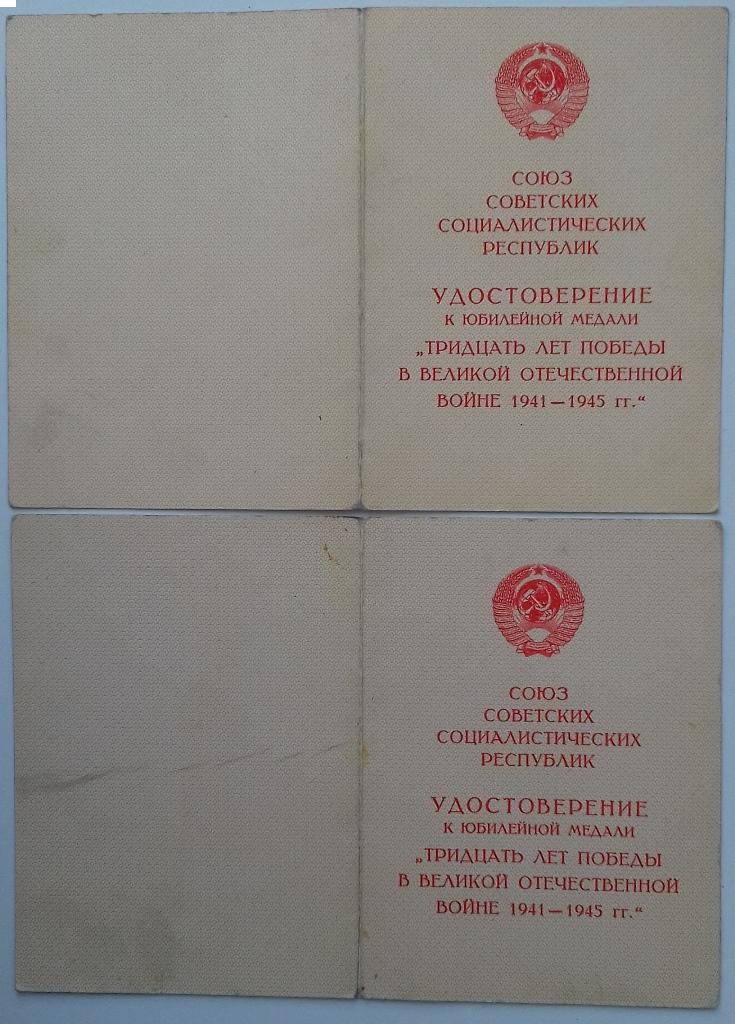 СОЮЗ
СОВЕТСКИХ
СОЦИАЛИСТИЧЕСКИХ
РЕСПУБЛИК
УДОСТОВЕРЕНИЕ
К ЮБИЛЕЙНОЙ МЕДАЛИ
„ТРИДЦАТЬ ЛЕТ ПОБЕДЫ
В ВЕЛИКОЙ ОТЕЧЕСТВЕННОЙ
ВОЙНЕ 1941—1945 гг.“
СОЮЗ
СОВЕТСКИХ
СОЦИАЛИСТИЧЕСКИХ
РЕСПУБЛИК
УДОСТОВЕРЕНИЕ
К ЮБИЛЕЙНОЙ МЕДАЛИ
„ТРИДЦАТЬ ЛЕТ ПОБЕДЫ
В ВЕЛИКОЙ ОТЕЧЕСТВЕННОЙ
ВОЙНЕ 1941—1945 гг.“